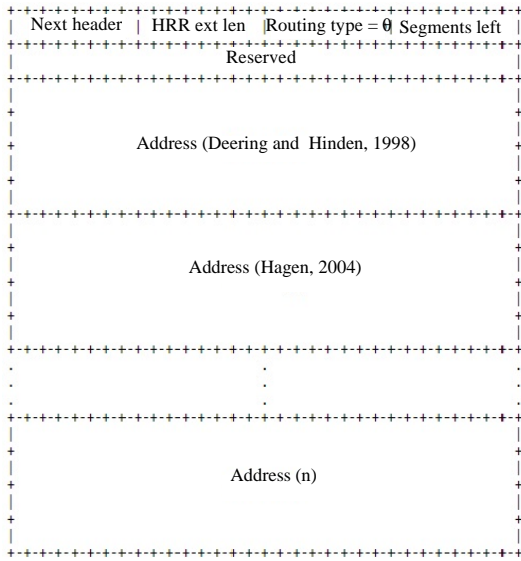 Next header | HRR ext len |Routing type = 0| Segments left
Reserved
Address (Deering and Hinden, 1998)
Address (Hagen, 2004)
Address (n)